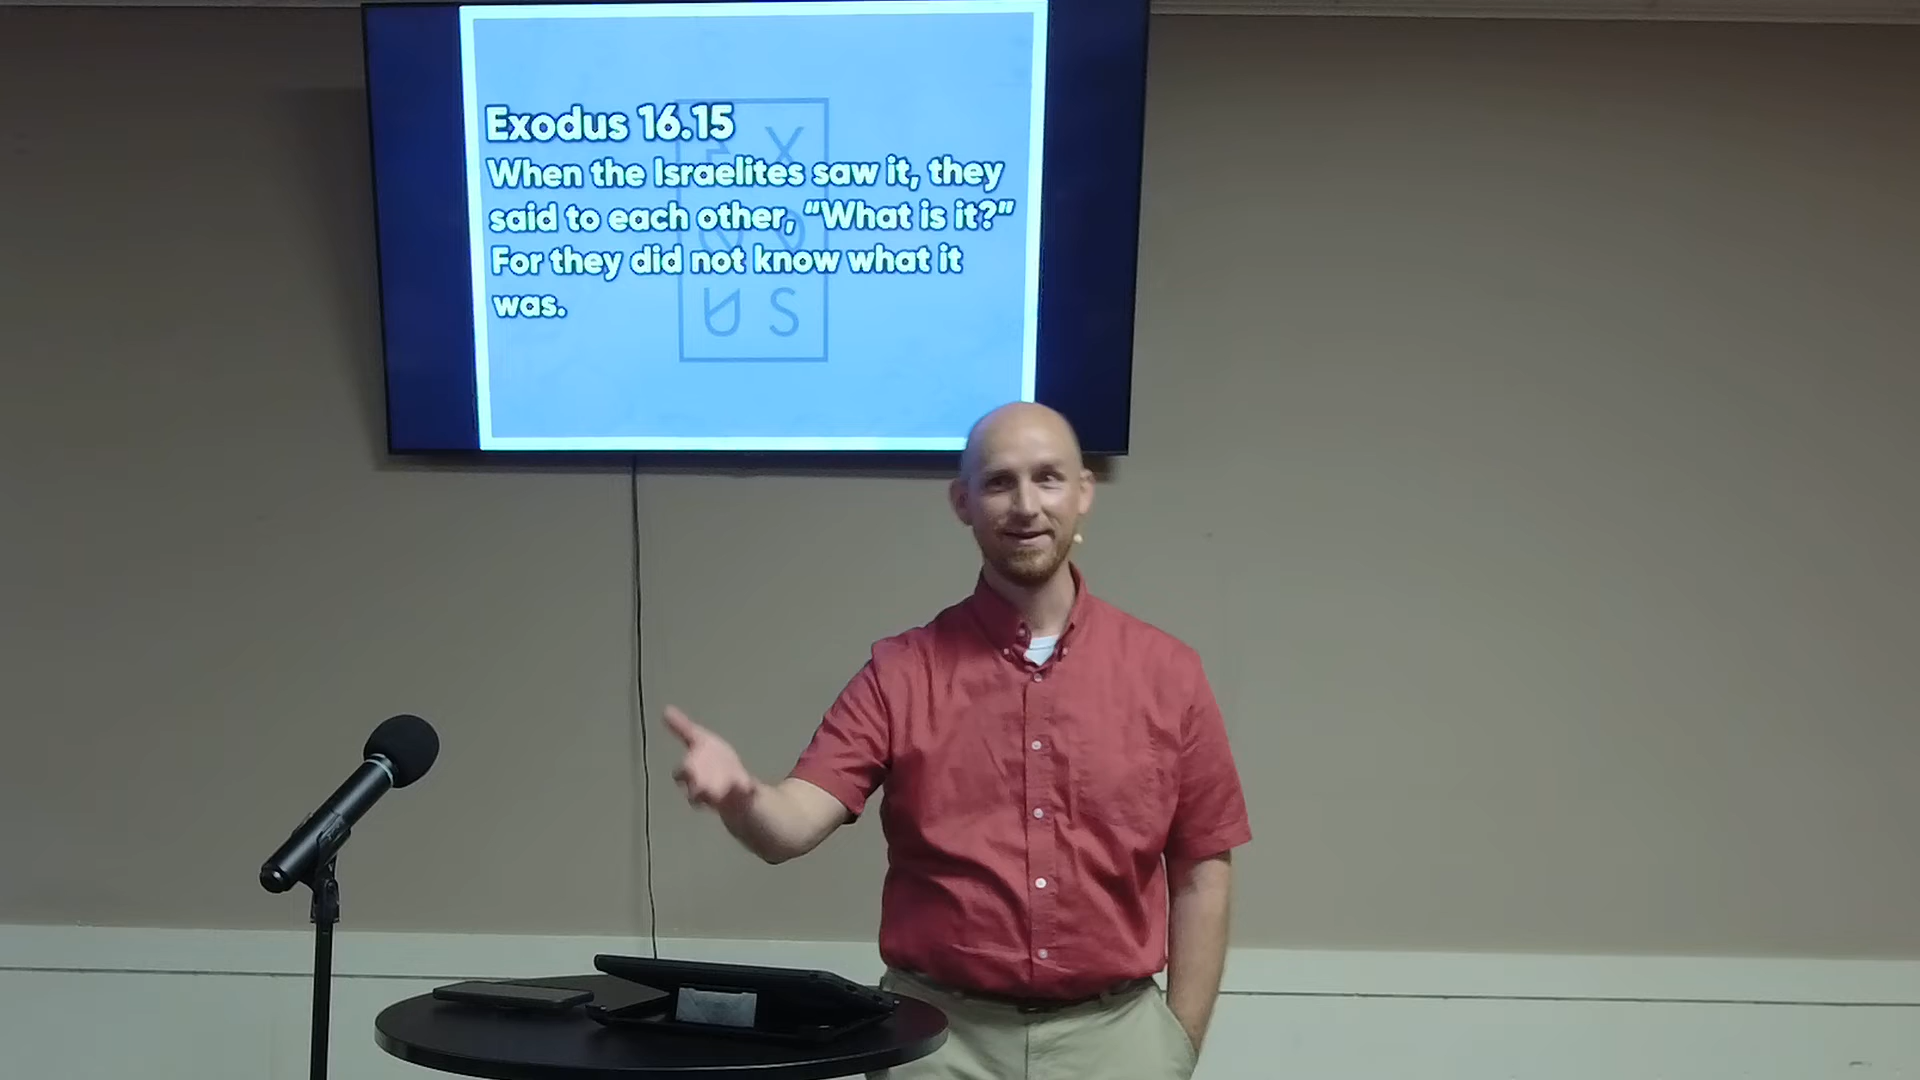 Exodus 16.15
When the Israelites saw it, they
said to each other, “What is it?”
For they did not know what it
was.